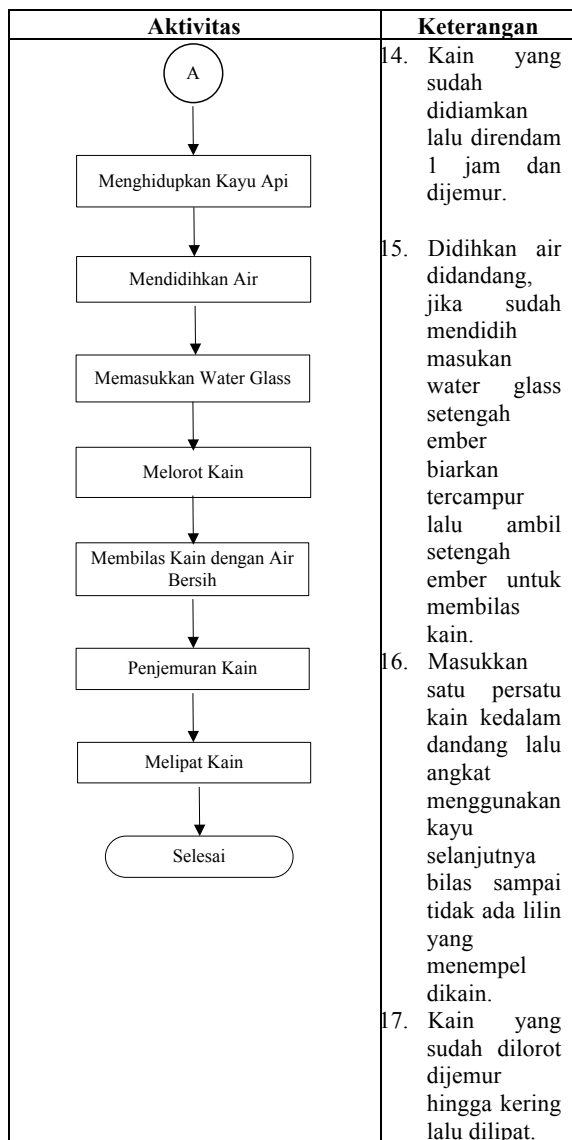 Aktivitas
Keterangan
A
Menghidupkan Kayu Api
Mendidihkan Air
Memasukkan Water Glass
Melorot Kain
Membilas Kain dengan Air
Bersih
Penjemuran Kain
Melipat Kain
Selesai
14. Kain yang
sudah
didiamkan
lalu direndam
1 jam dan
dijemur.
15. Didihkan air
didandang,
jika sudah
mendidih
masukan
water glass
setengah
ember
biarkan
tercampur
lalu ambil
setengah
ember untuk
membilas
kain.
16. Masukkan
satu persatu
kain kedalam
dandang lalu
angkat
menggunakan
kayu
selanjutnya
bilas sampai
tidak ada lilin
yang
menempel
dikain.
17. Kain yang
sudah dilorot
dijemur
hingga kering
lalu dilipat.